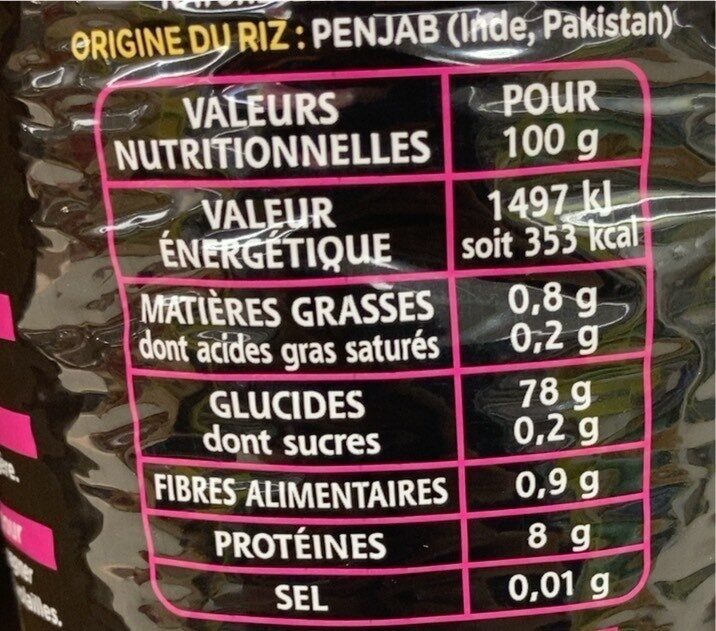 ORIGINE DU RIZ : PENJAB (Inde, Pakistan)
VALEURS NUTRITIONNELLES POUR 100 g
VALEUR ÉNERGÉTIQUE 1497 kJ soit 353 kcal
MATIÈRES GRASSES 0,8 g
dont acides gras saturés 0,2 g
GLUCIDES 78 g
dont sucres 0,2 g
FIBRES ALIMENTAIRES 0,9 g
PROTÉINES 8 g
SEL 0,01 g